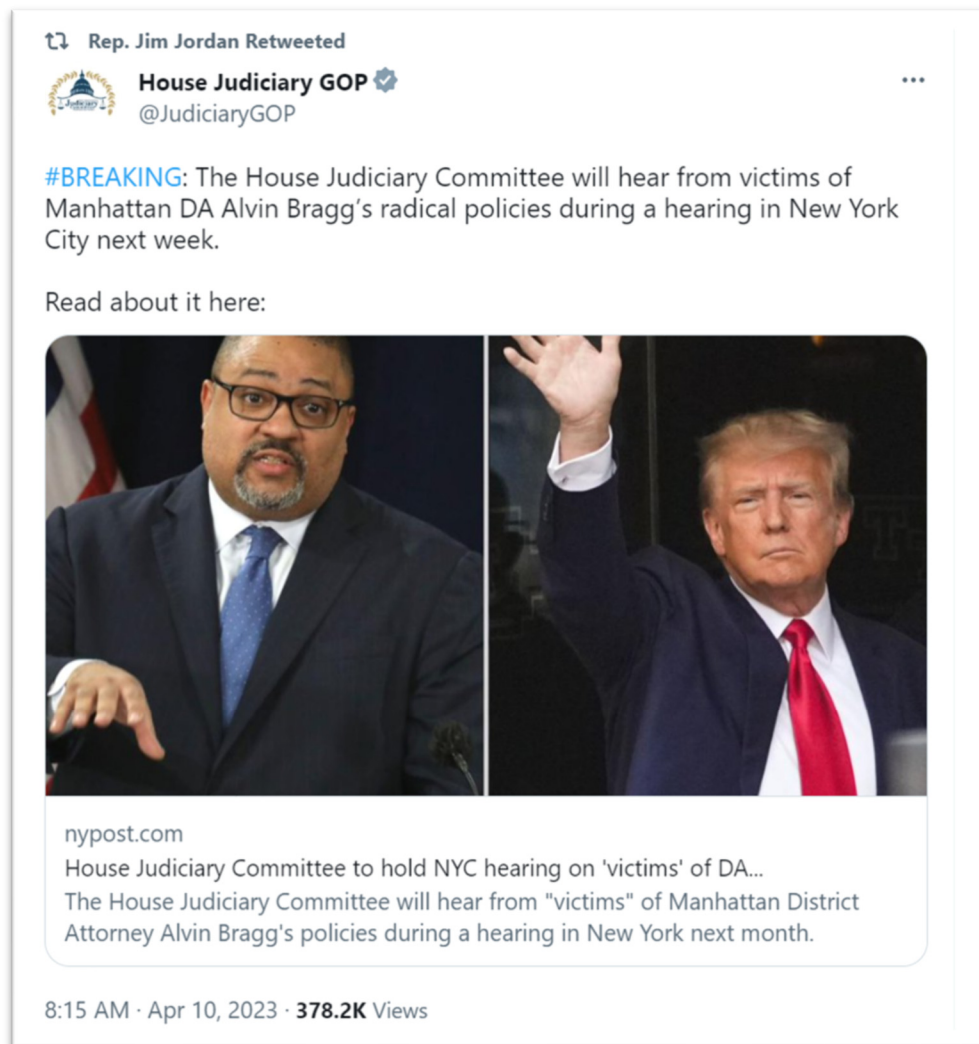 Rep. Jim Jordan Retweeted
House Judiciary GOP
@JudiciaryGOP
#BREAKING: The House Judiciary Committee will hear from victims of
Manhattan DA Alvin Bragg’s radical policies during a hearing in New York
City next week.
Read about it here:
nypost.com
House Judiciary Committee to hold NYC hearing on 'victims' of DA...
The House Judiciary Committee will hear from "victims" of Manhattan District
Attorney Alvin Bragg's policies during a hearing in New York next month.
8:15 AM · Apr 10, 2023 · 378.2K Views